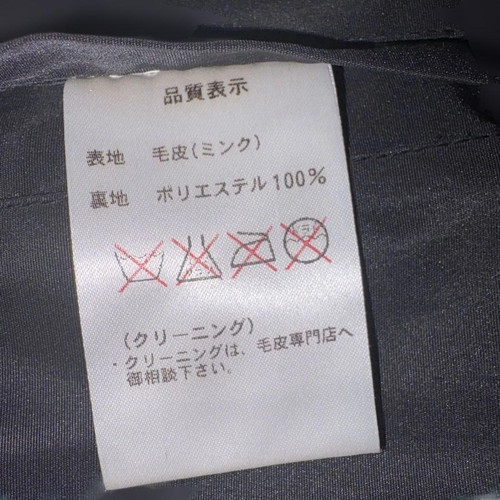 品質表示
表地 毛皮(ミンク)
裏地 ポリエステル100%
(クリーニング)
・クリーニングは、毛皮専門店へ
御相談下さい。